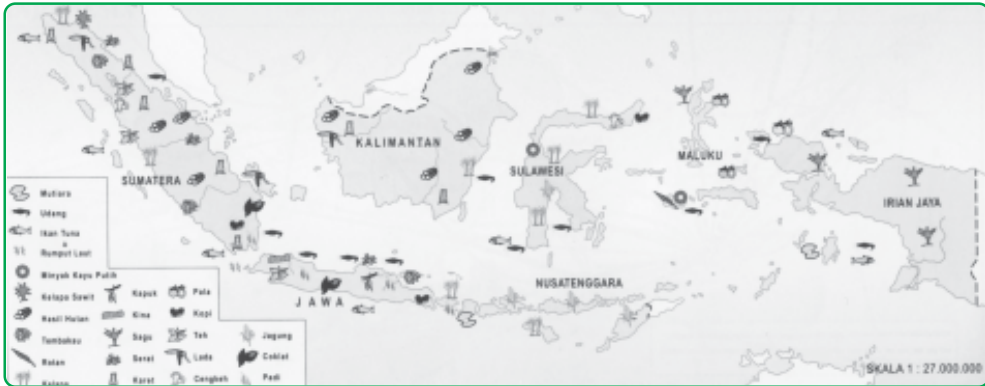 KALIMANTAN
SUMATERA
SULAWESI
MALUKU
IRIAN JAYA
NUSATENGGARA
JAWA
SKALA 1 : 27.000.000
Mutiara
Udang
Ikan Tuna
Rumput Laut
Minyak Kayu Putih
Kelapa Sawit
Hasil Hutan
Tembakau
Rotan
Kelapa
Kapuk
Kina
Sagu
Serat
Karet
Pala
Kopi
Teh
Lada
Cengkeh
Jagung
Coklat
Padi